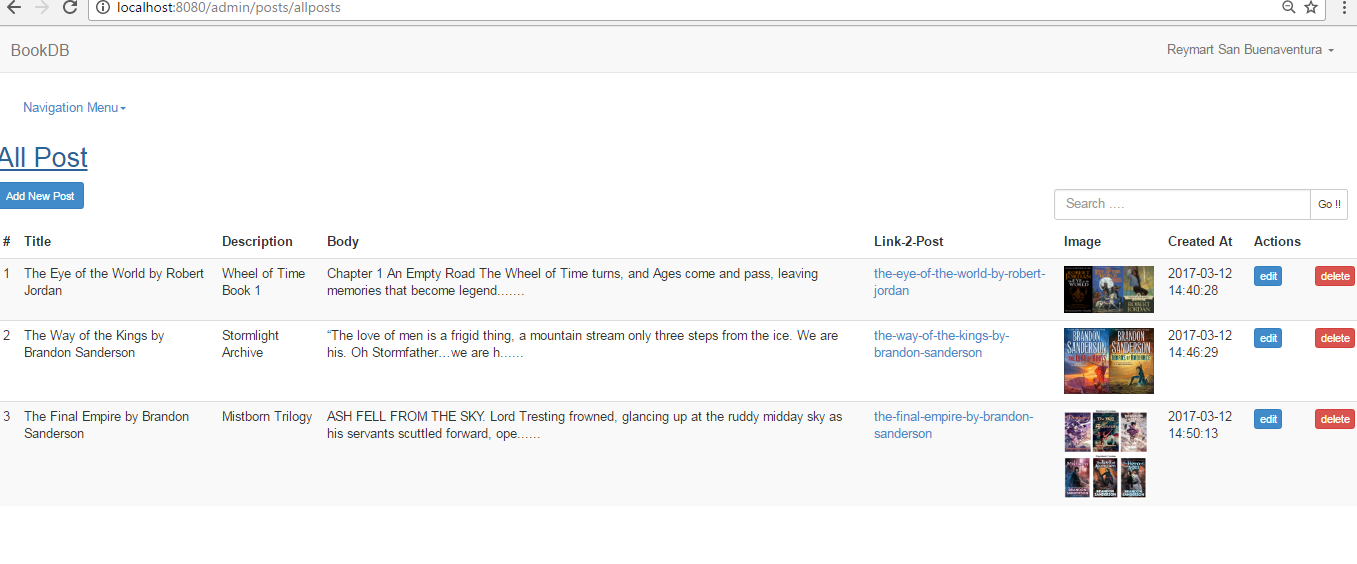 localhost:8080/admin/posts/allposts
BookDB
Reymart San Buenaventura
Navigation Menu
All Post
Add New Post
Search ....
Go !!
# Title Description Body Link-2-Post Image Created At Actions
1 The Eye of the World by Robert Wheel of Time Chapter 1 An Empty Road The Wheel of Time turns, and Ages come and pass, leaving the-eye-of-the-world-by-robert- 2017-03-12 edit delete
Jordan Book 1 memories that become legend....... jordan 14:40:28
2 The Way of the Kings by Stormlight “The love of men is a frigid thing, a mountain stream only three steps from the ice. We are the-way-of-the-kings-by- 2017-03-12 edit delete
Brandon Sanderson Archive his. Oh Stormfather…we are h...... brandon-sanderson 14:46:29
BRANDON BRANDON
SANDERSON SANDERSON
3 The Final Empire by Brandon Mistborn Trilogy ASH FELL FROM THE SKY. Lord Tresting frowned, glancing up at the ruddy midday sky as the-final-empire-by-brandon- 2017-03-12 edit delete
Sanderson his servants scuttled forward, ope...... sanderson 14:50:13